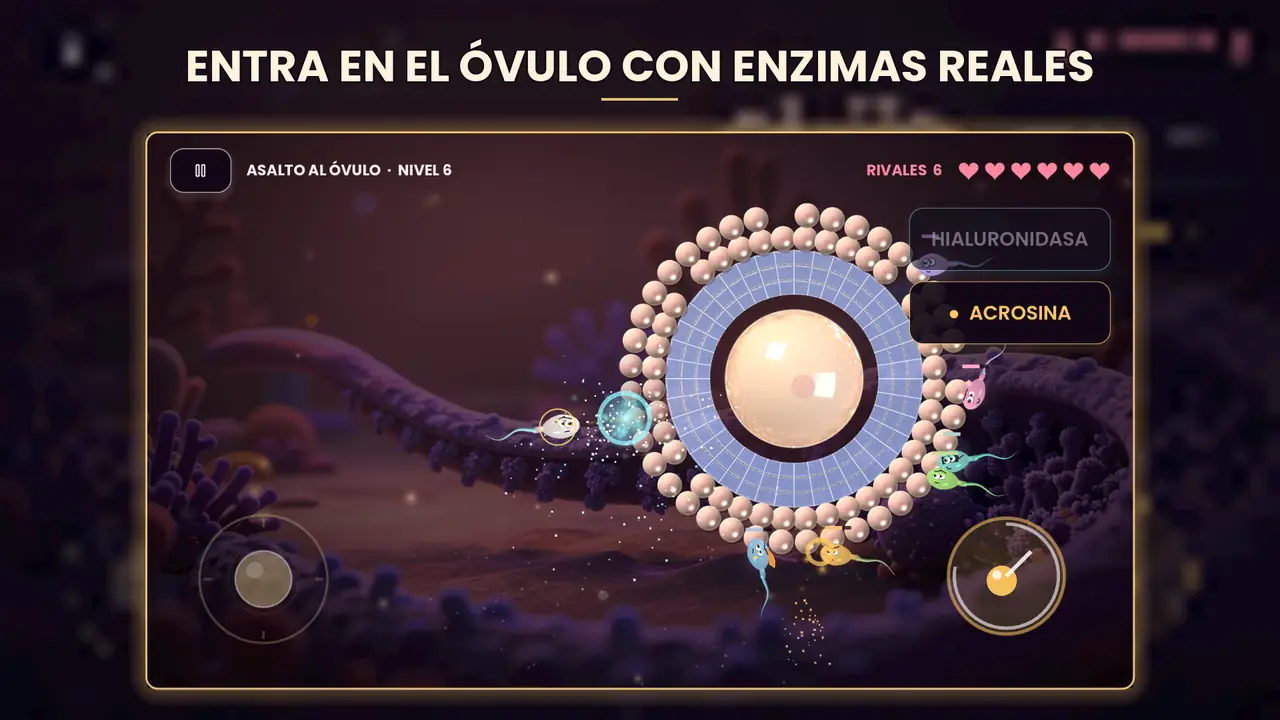 ENTRA EN EL ÓVULO CON ENZIMAS REALES
ASALTO AL ÓVULO · NIVEL 6
RIVALES 6
HIALURONIDASA
ACROSINA